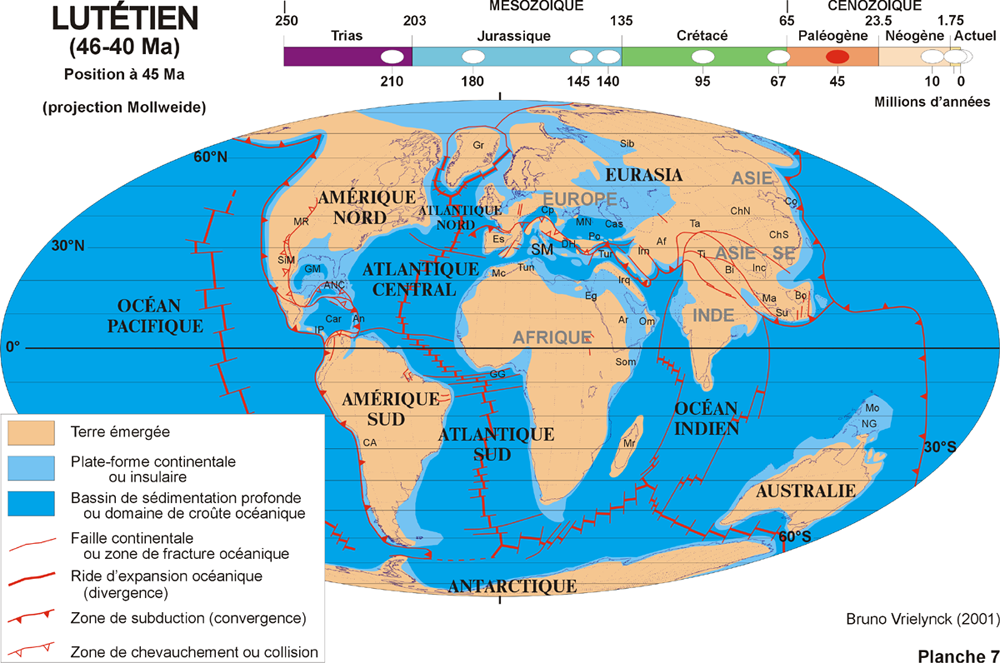 LUTÉTIEN
(46-40 Ma)
Position à 45 Ma
(projection Mollweide)
MESOZOIQUE
CENOZOIQUE
250
203
135
65
23.5
1.75
Trias
Jurassique
Crétacé
Paléogène
Néogène
Actuel
210
180
145
140
95
67
45
10
0
Millions d'années
60°N
30°N
0°
30°S
60°S
Gr
Sib
EURASIA
ASIE
EUROPE
AMÉRIQUE
NORD
ATLANTIQUE
NORD
MR
Cp
MN
Cas
Po
Co
ChN
ChS
Ta
Es
SM
DH
Tur
Im
Af
Ti
ASIE - SE
Bi
Inc
SIM
GM
ANC
ATLANTIQUE
CENTRAL
Mc
Tun
Irq
Eg
Ma
Bo
Su
OCÉAN
PACIFIQUE
Car
An
IP
AFRIQUE
Ar
Om
INDE
Som
GG
AMÉRIQUE
SUD
CA
ATLANTIQUE
SUD
OCÉAN
INDIEN
Mr
Mo
NG
AUSTRALIE
ANTARCTIQUE
Terre émergée
Plate-forme continentale
ou insulaire
Bassin de sédimentation profonde
ou domaine de croûte océanique
Faille continentale
ou zone de fracture océanique
Ride d'expansion océanique
(divergence)
Zone de subduction (convergence)
Zone de chevauchement ou collision
Bruno Vrielynck (2001)
Planche 7